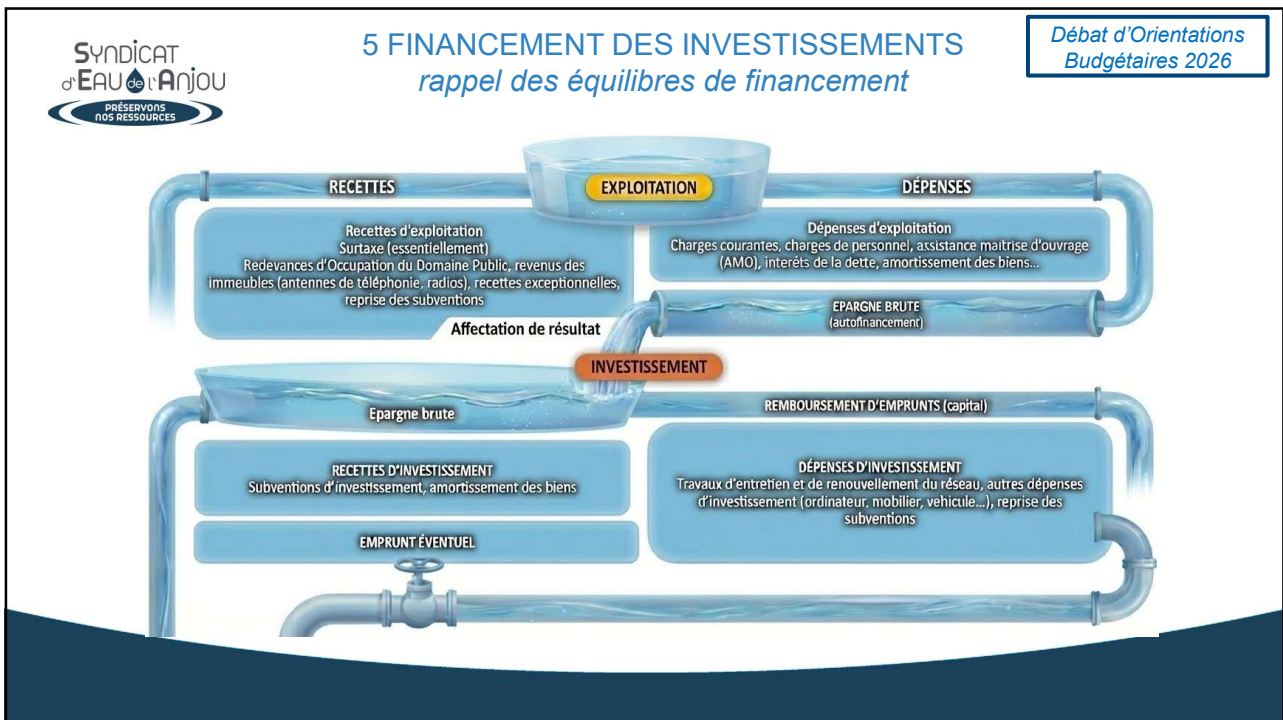 SYNDICAT
d'EAU de l'ANJOU
PRÉSERVONS
NOS RESSOURCES
5 FINANCEMENT DES INVESTISSEMENTS
rappel des équilibres de financement
Débat d'Orientations
Budgétaires 2026
RECETTES
EXPLOITATION
DÉPENSES
Recettes d'exploitation
Surtaxe (essentiellement)
Redevances d'Occupation du Domaine Public, revenus des
immeubles (antennes de téléphonie, radios), recettes exceptionnelles,
reprise des subventions
Dépenses d'exploitation
Charges courantes, charges de personnel, assistance maitrise d'ouvrage
(AMO), interêts de la dette, amortissement des biens...
EPARGNE BRUTE
(autofinancement)
Affectation de résultat
INVESTISSEMENT
Epargne brute
REMBOURSEMENT D'EMPRUNTS (capital)
RECETTES D'INVESTISSEMENT
Subventions d'investissement, amortissement des biens
DÉPENSES D'INVESTISSEMENT
Travaux d'entretien et de renouvellement du réseau, autres dépenses
d'investissement (ordinateur, mobilier, vehicule...), reprise des
subventions
EMPRUNT ÉVENTUEL